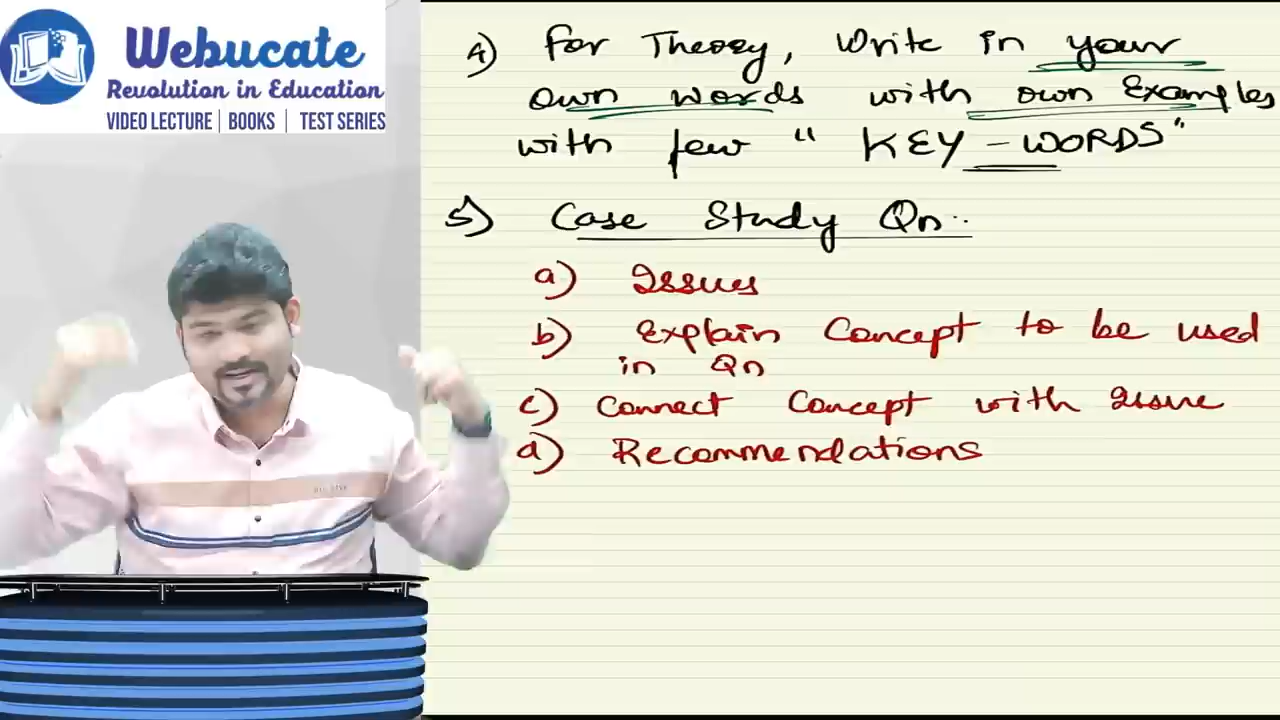 Webucate
Revolution in Education
VIDEO LECTURE | BOOKS | TEST SERIES
4) For Theory, Write in your
own words with own Examples
with few " KEY - WORDS"
5) Case Study Qn..
a) Issues
b) Explain Concept to be used
in Qn
c) Connect Concept with Issue
d) Recommendations